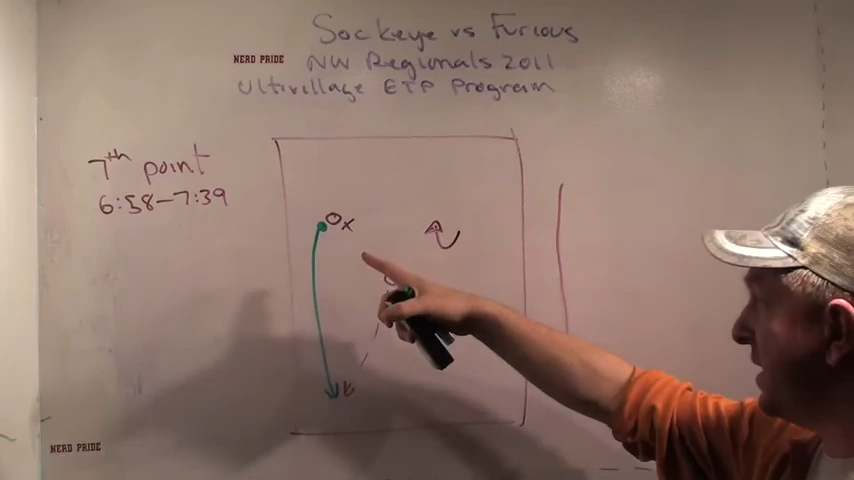 Sockeye vs Furious
NERD PRIDE
NW Regionals 2011
Ultivillage ETP Program
7th point
6:58-7:39
O x
NERD PRIDE